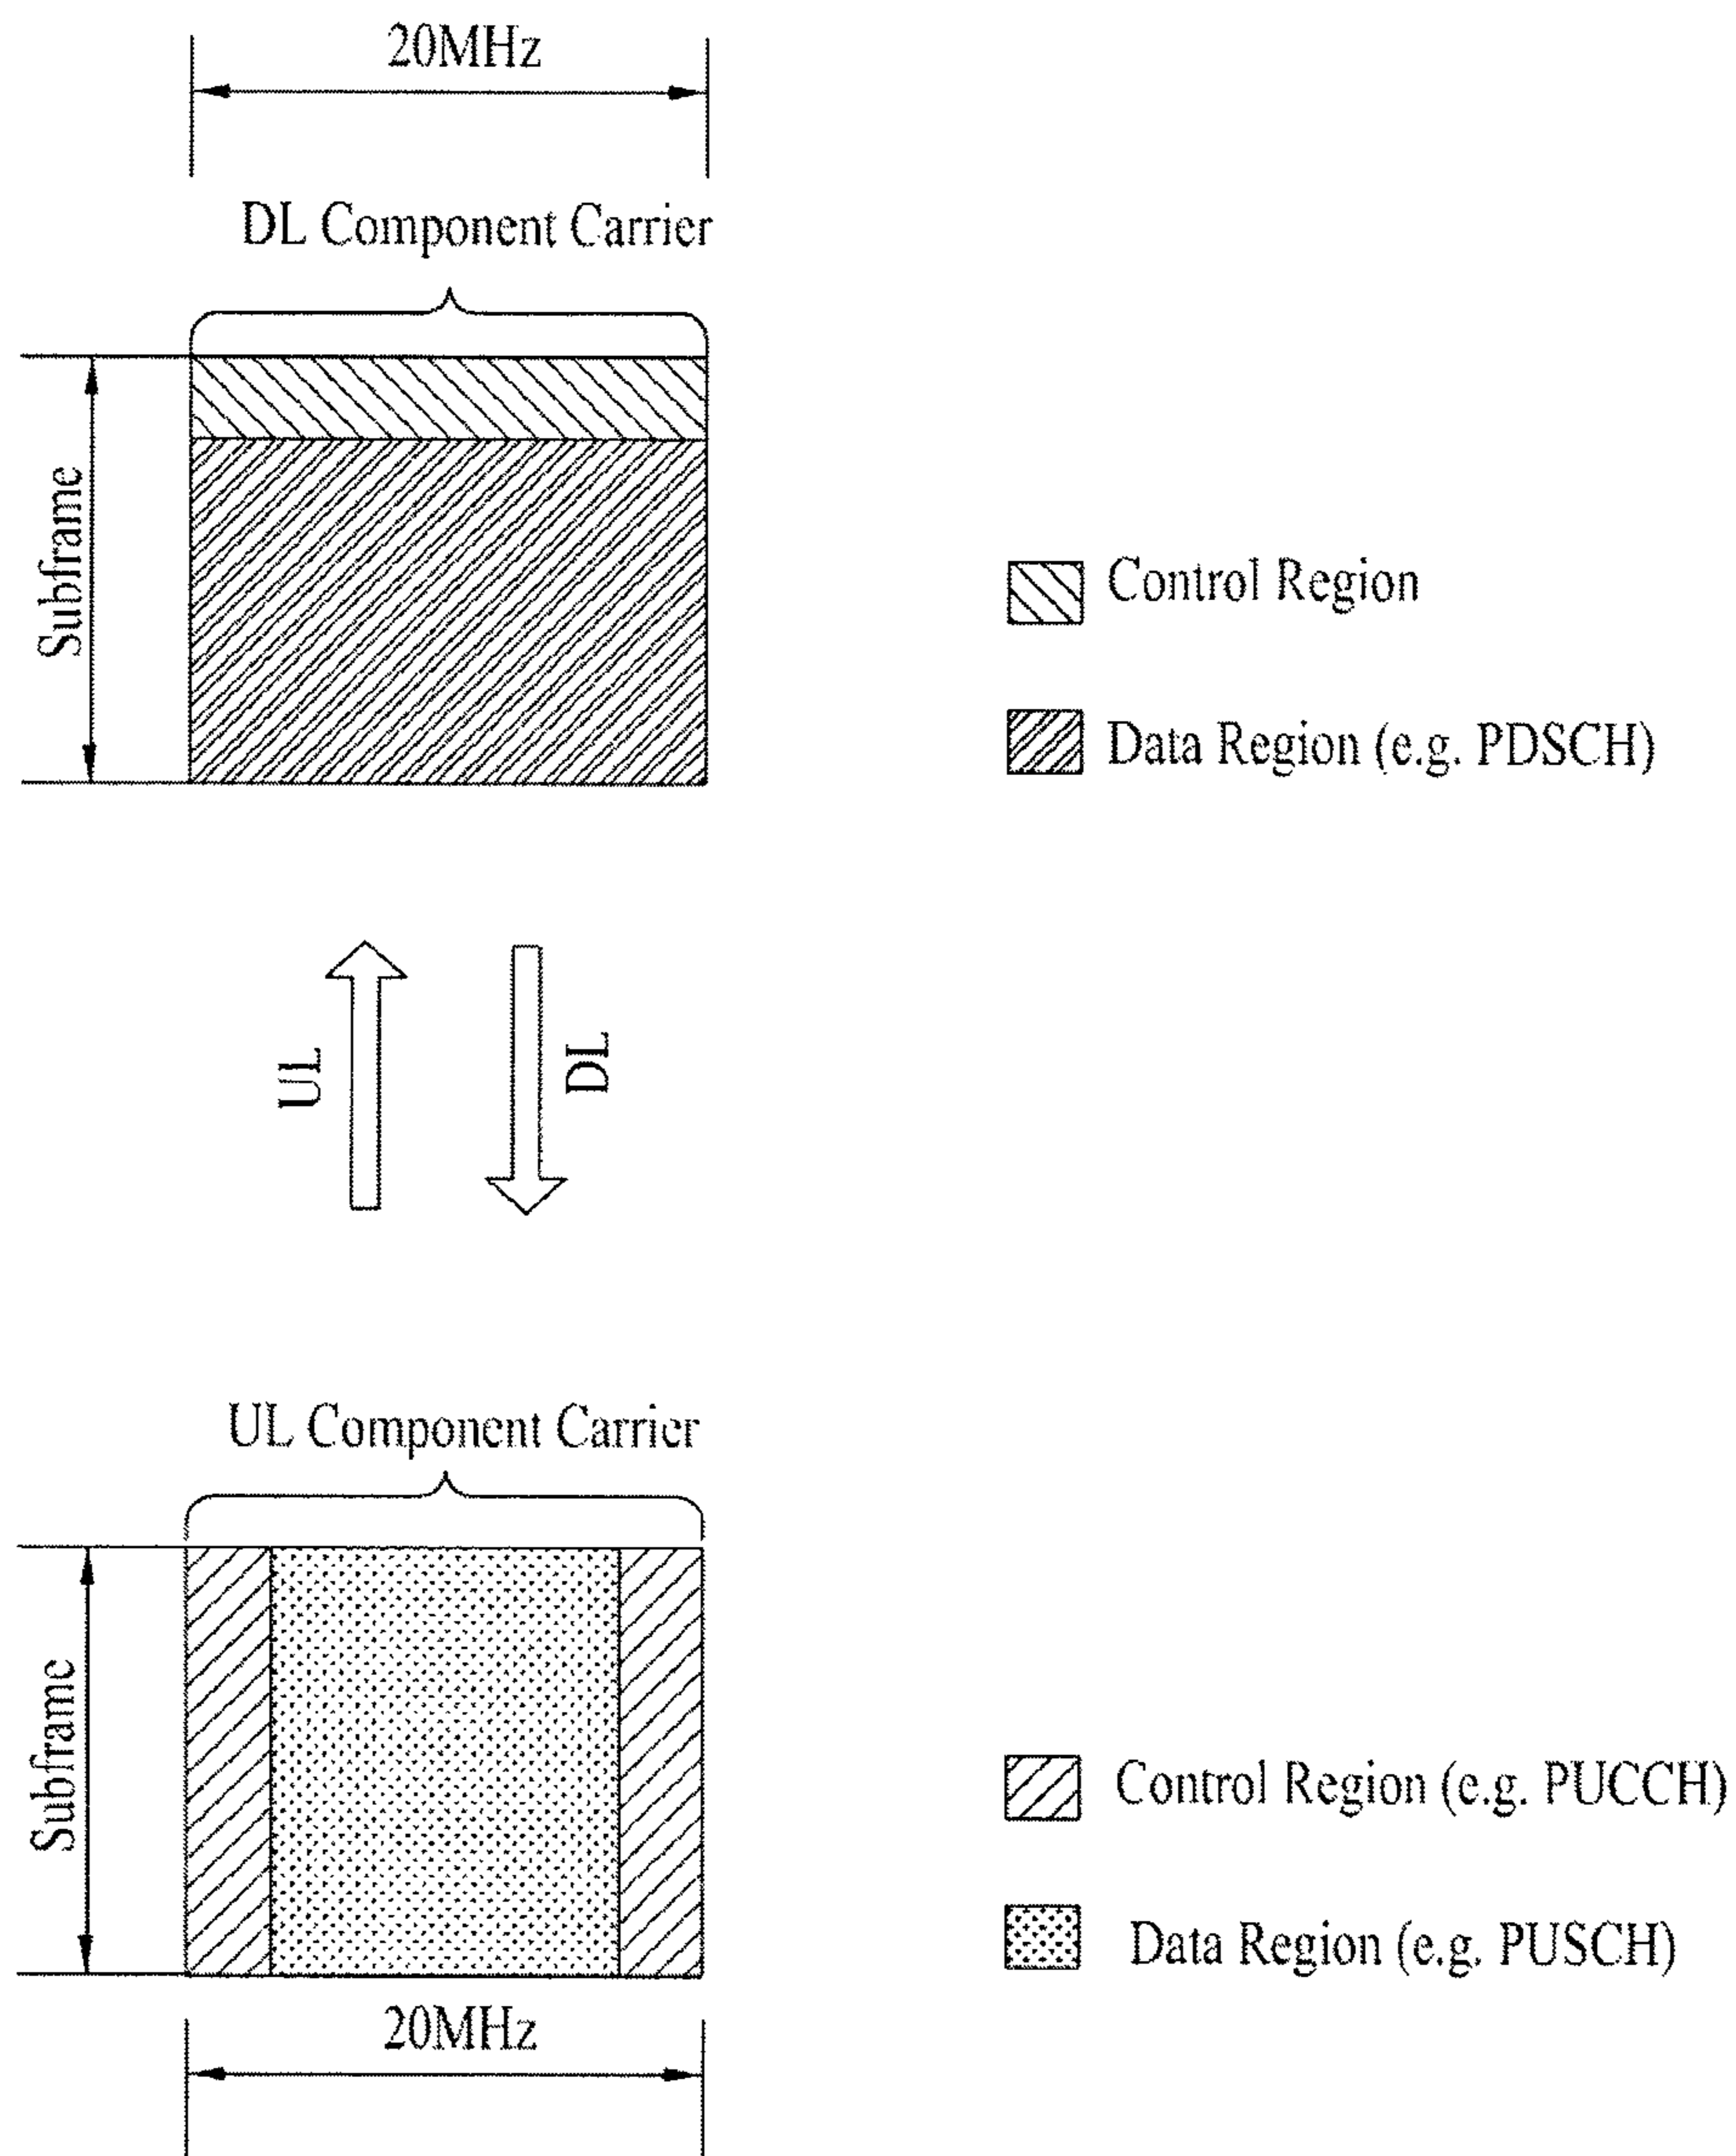 20MHz
DL Component Carrier
Subframe
Control Region
Data Region (e.g. PDSCH)
UL
DL
UL Component Carrier
Subframe
Control Region (e.g. PUCCH)
Data Region (e.g. PUSCH)
20MHz